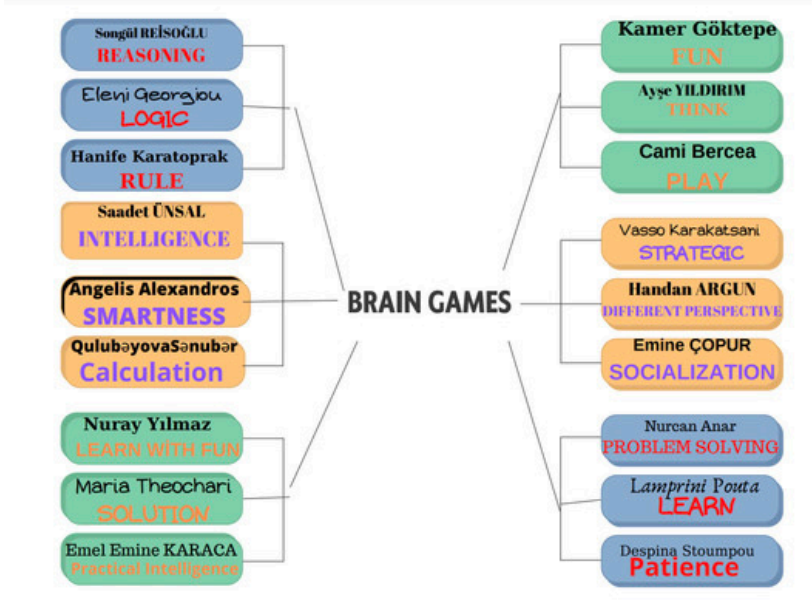 Songül REİSOĞLU
REASONING
Eleni Georgiou
LOGIC
Hanife Karatoprak
RULE
Saadet ÜNSAL
INTELLIGENCE
Angelis Alexandros
SMARTNESS
QulubəyovaSənubər
Calculation
Nuray Yılmaz
LEARN WİTH FUN
Maria Theochari
SOLUTION
Emel Emine KARACA
Practical Intelligence
BRAIN GAMES
Kamer Göktepe
FUN
Ayşe YILDIRIM
THINK
Cami Bercea
PLAY
Vasso Karakatsani
STRATEGIC
Handan ARGUN
DIFFERENT PERSPECTIVE
Emine ÇOPUR
SOCIALIZATION
Nurcan Anar
PROBLEM SOLVING
Lamprini Pouta
LEARN
Despina Stoumpou
Patience